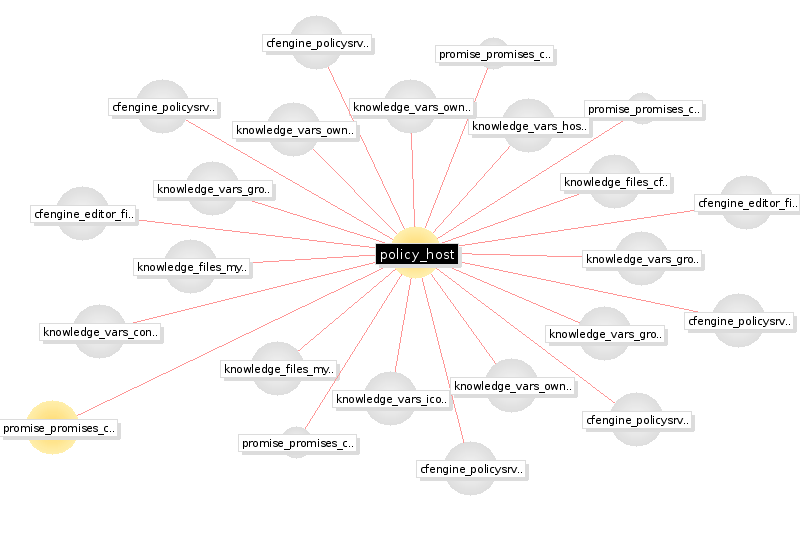 cfengine_policysrv..
promise_promises_c..
cfengine_policysrv..
knowledge_vars_own..
promise_promises_c..
knowledge_vars_own..
knowledge_vars_hos..
knowledge_files_cf..
knowledge_vars_gro..
cfengine_editor_fi..
cfengine_editor_fi..
policy_host
knowledge_vars_gro..
knowledge_files_my..
cfengine_policysrv..
knowledge_vars_con..
knowledge_vars_gro..
knowledge_files_my..
knowledge_vars_own..
knowledge_vars_ico..
cfengine_policysrv..
promise_promises_c..
promise_promises_c..
cfengine_policysrv..